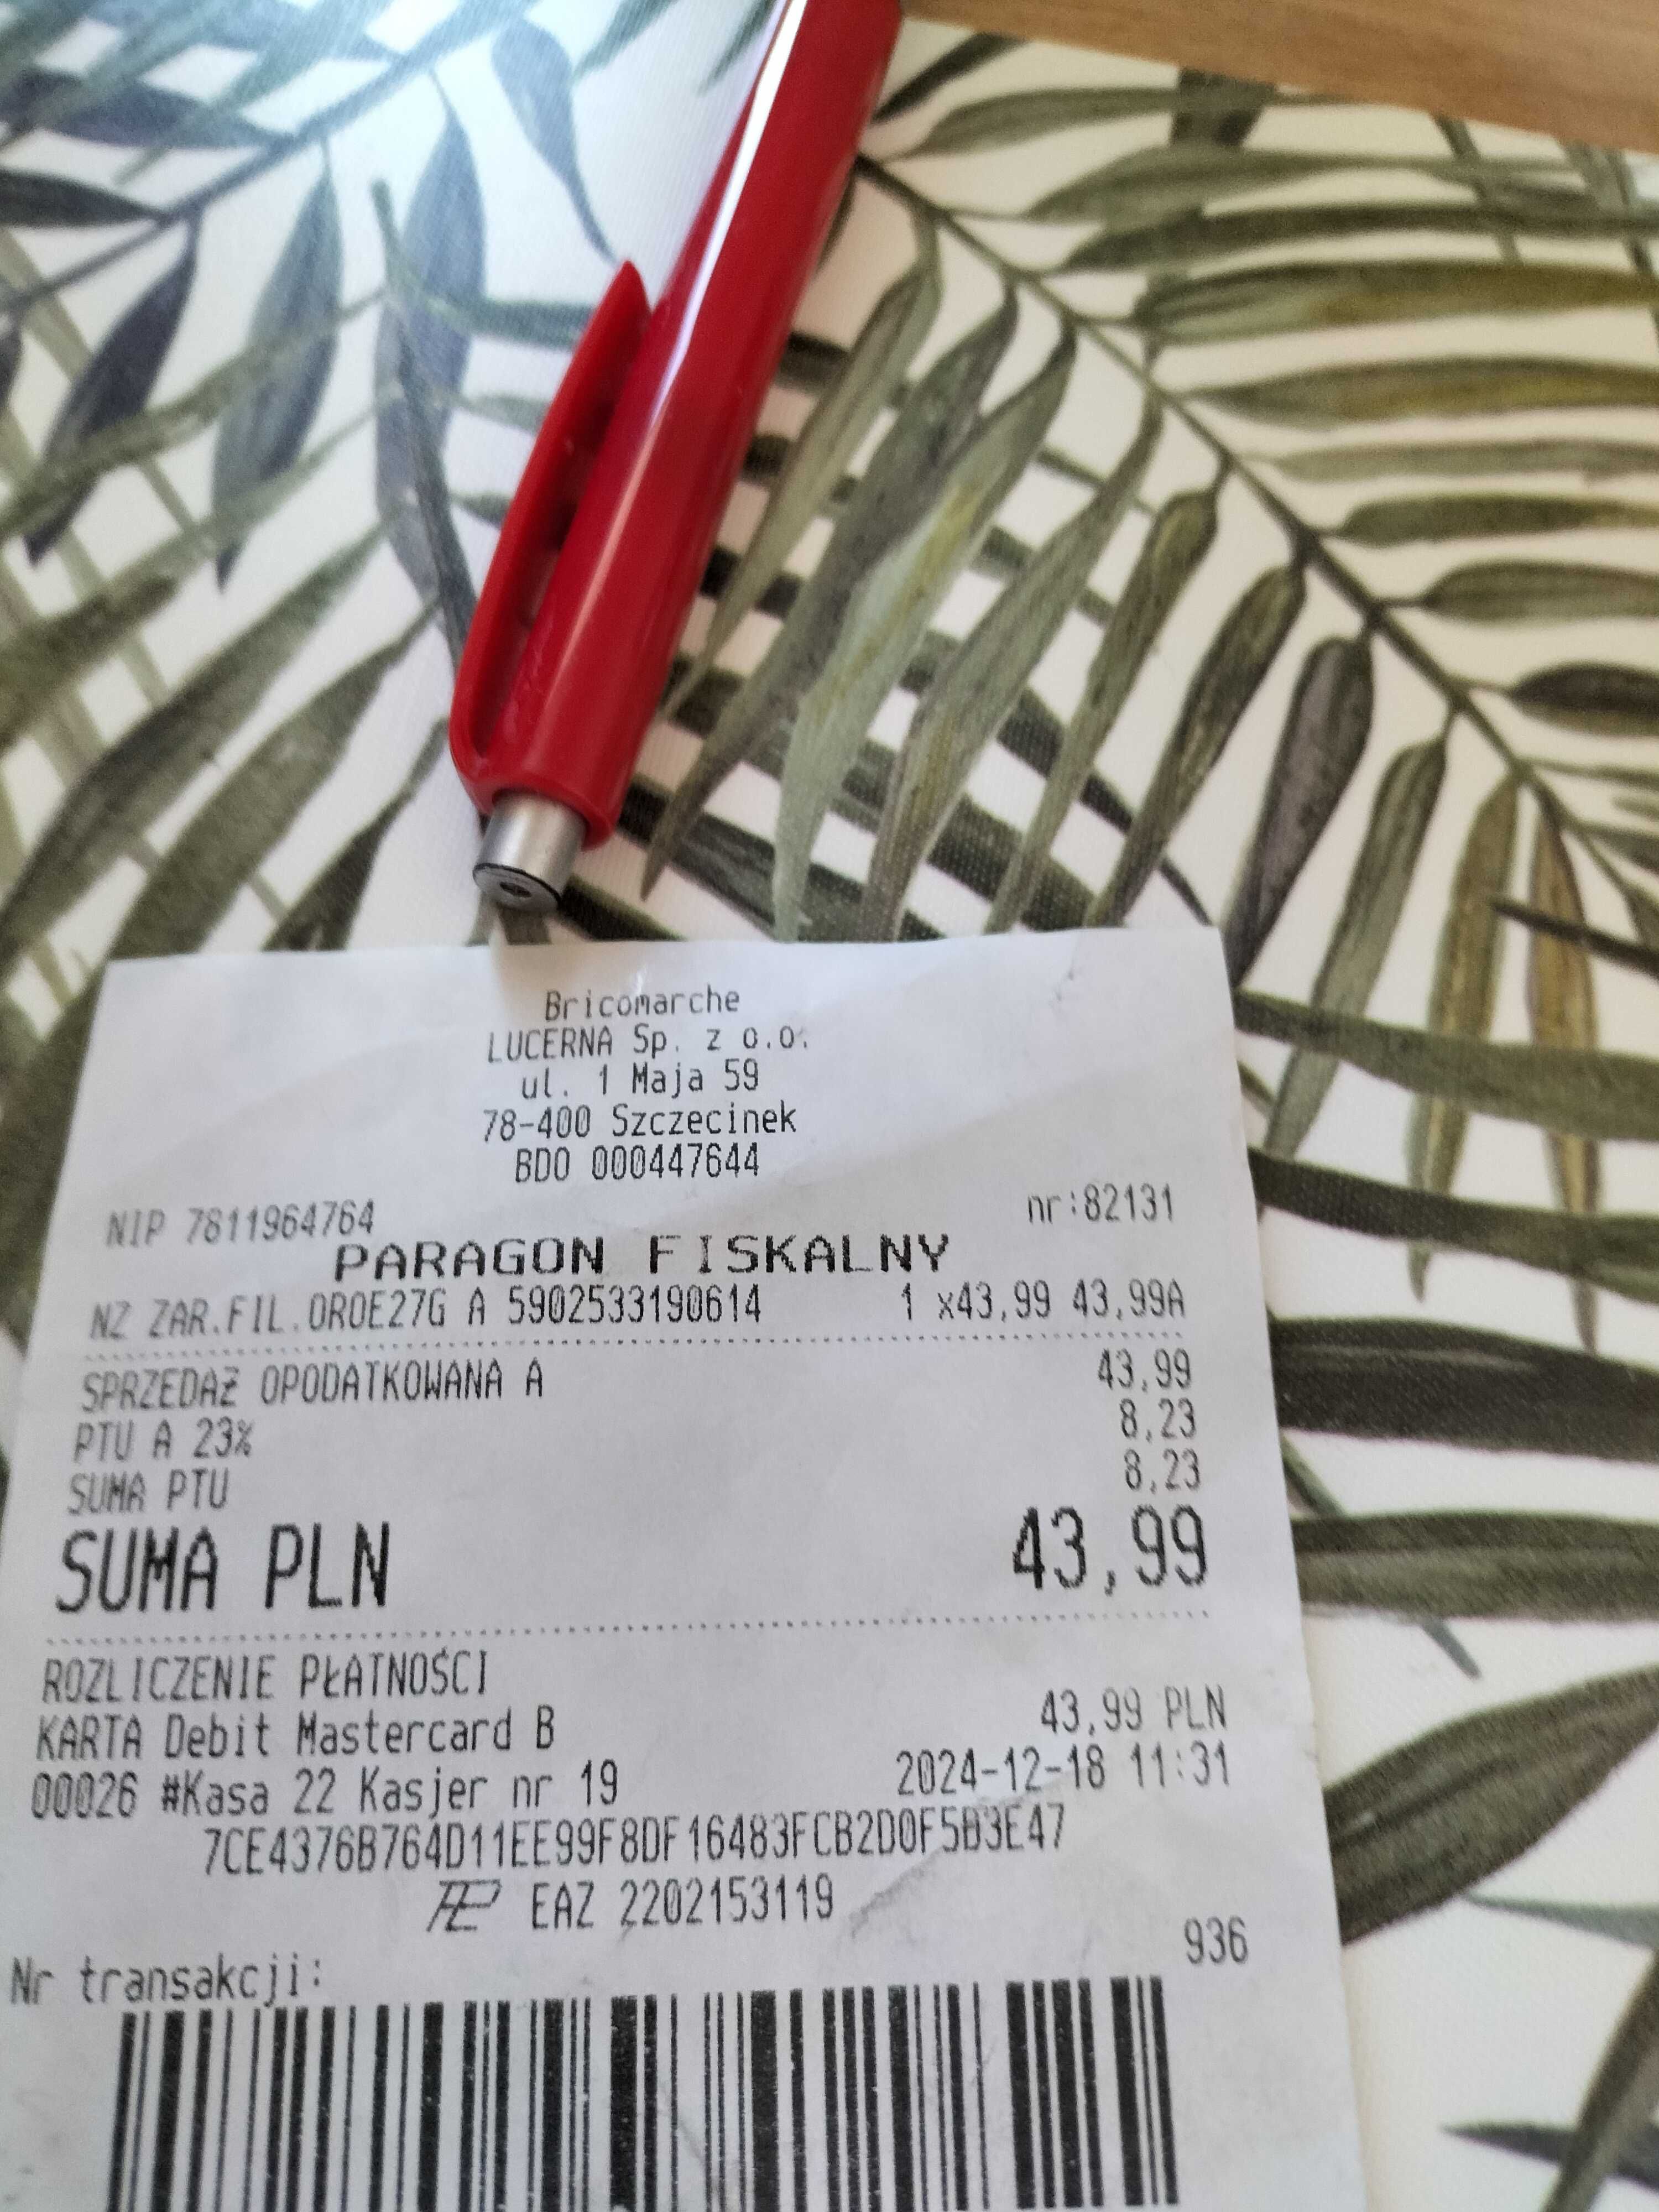 Bricomarche
LUCERNA Sp. z o.o.
ul. 1 Maja 59
78-400 Szczecinek
BDO 000447644
NIP 7811964764 nr:82131
PARAGON FISKALNY
NZ ZAR.FIL.OROE27G A 5902533190614 1 x43,99 43,99A
SPRZEDAŻ OPODATKOWANA A 43,99
PTU A 23% 8,23
SUMA PTU 8,23
SUMA PLN 43,99
ROZLICZENIE PŁATNOŚCI
KARTA Debit Mastercard B 43,99 PLN
00026 #Kasa 22 Kasjer nr 19 2024-12-18 11:31
7CE4376B764D11EE99F8DF16483FCB2D0F5B3E47
EAZ 2202153119
Nr transakcji: 936